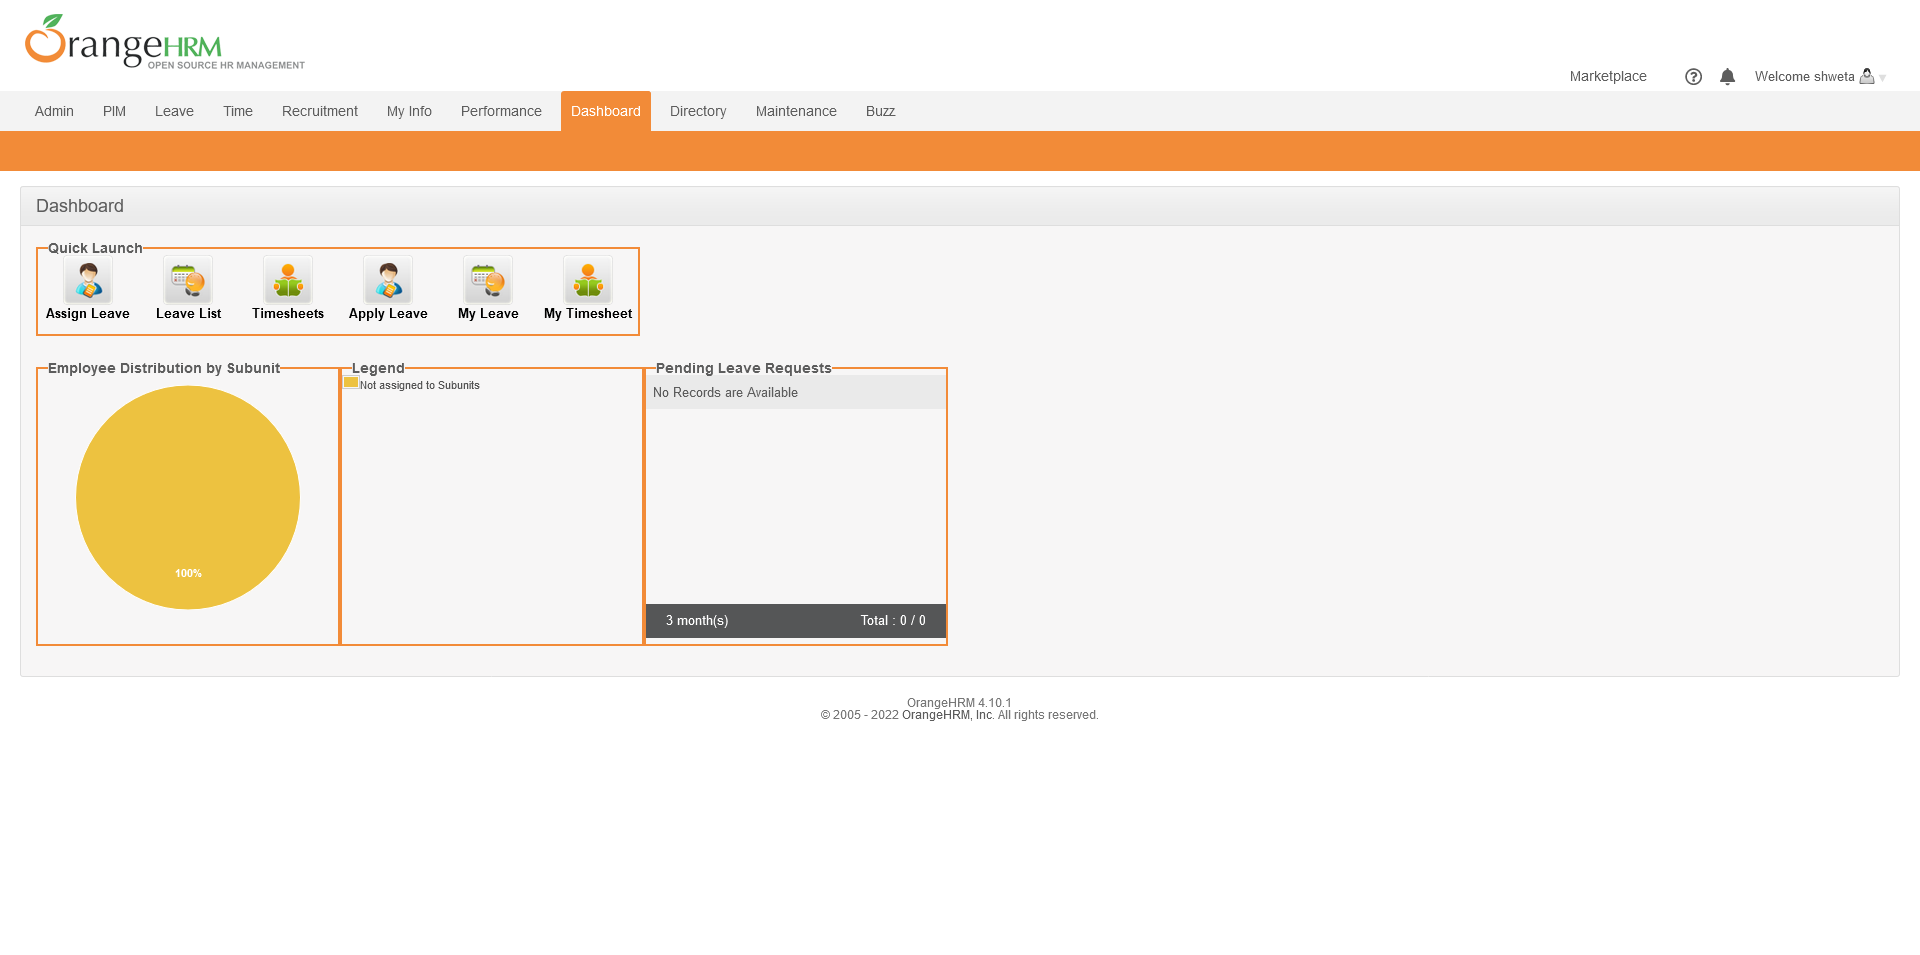 OrangeHRM
OPEN SOURCE HR MANAGEMENT
Marketplace ? Welcome shweta
Admin PIM Leave Time Recruitment My Info Performance Dashboard Directory Maintenance Buzz
Dashboard
Quick Launch
Assign Leave Leave List Timesheets Apply Leave My Leave My Timesheet
Employee Distribution by Subunit
100%
Legend
Not assigned to Subunits
Pending Leave Requests
No Records are Available
3 month(s) Total : 0 / 0
OrangeHRM 4.10.1
© 2005 - 2022 OrangeHRM, Inc. All rights reserved.